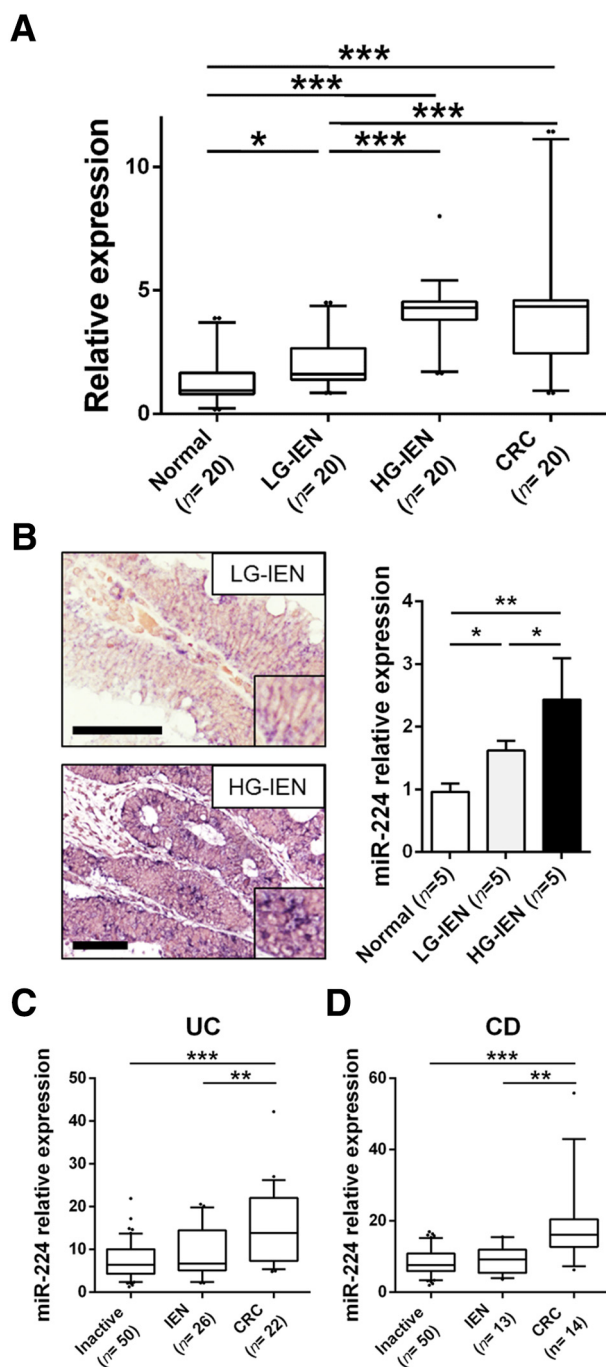 A
***
***
***
*
***
Relative expression
10
5
0
Normal
(n= 20)
LG-IEN
(n= 20)
HG-IEN
(n= 20)
CRC
(n= 20)
B
LG-IEN
HG-IEN
miR-224 relative expression
4
3
2
1
0
**
*
*
Normal (n=5)
LG-IEN (n=5)
HG-IEN (n=5)
C
UC
***
**
miR-224 relative expression
50
40
30
20
10
0
Inactive
(n= 50)
IEN
(n= 26)
CRC
(n= 22)
D
CD
***
**
miR-224 relative expression
60
40
20
0
Inactive
(n= 50)
IEN
(n= 13)
CRC
(n= 14)